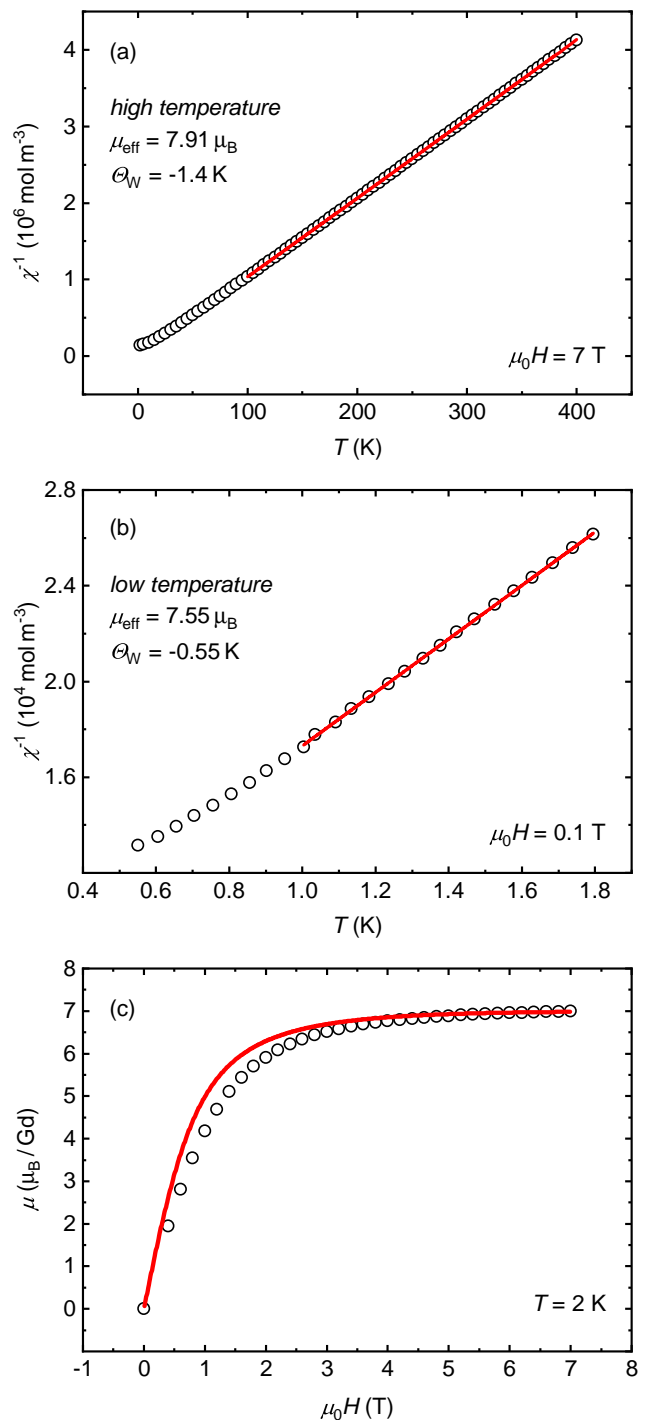 (a)
high temperature
μeff = 7.91 μB
ΘW = -1.4 K
μ0H = 7 T
χ-1 (106 mol m-3)
4
3
2
1
0
0 100 200 300 400
T (K)
(b)
low temperature
μeff = 7.55 μB
ΘW = -0.55 K
μ0H = 0.1 T
χ-1 (104 mol m-3)
2.8
2.4
2.0
1.6
0.4 0.6 0.8 1.0 1.2 1.4 1.6 1.8
T (K)
(c)
T = 2 K
μ (μB / Gd)
8
7
6
5
4
3
2
1
0
-1 0 1 2 3 4 5 6 7 8
μ0H (T)